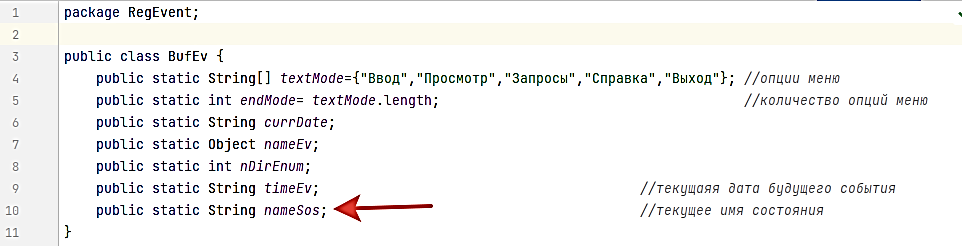 1 package RegEvent;
2
3 public class BufEv {
4 public static String[] textMode={"Ввод","Просмотр","Запросы","Справка","Выход"}; //опции меню
5 public static int endMode= textMode.length; //количество опций меню
6 public static String currDate;
7 public static Object nameEv;
8 public static int nDirEnum;
9 public static String timeEv; //текущаяя дата будущего события
10 public static String nameSos; //текущее имя состояния
11 }